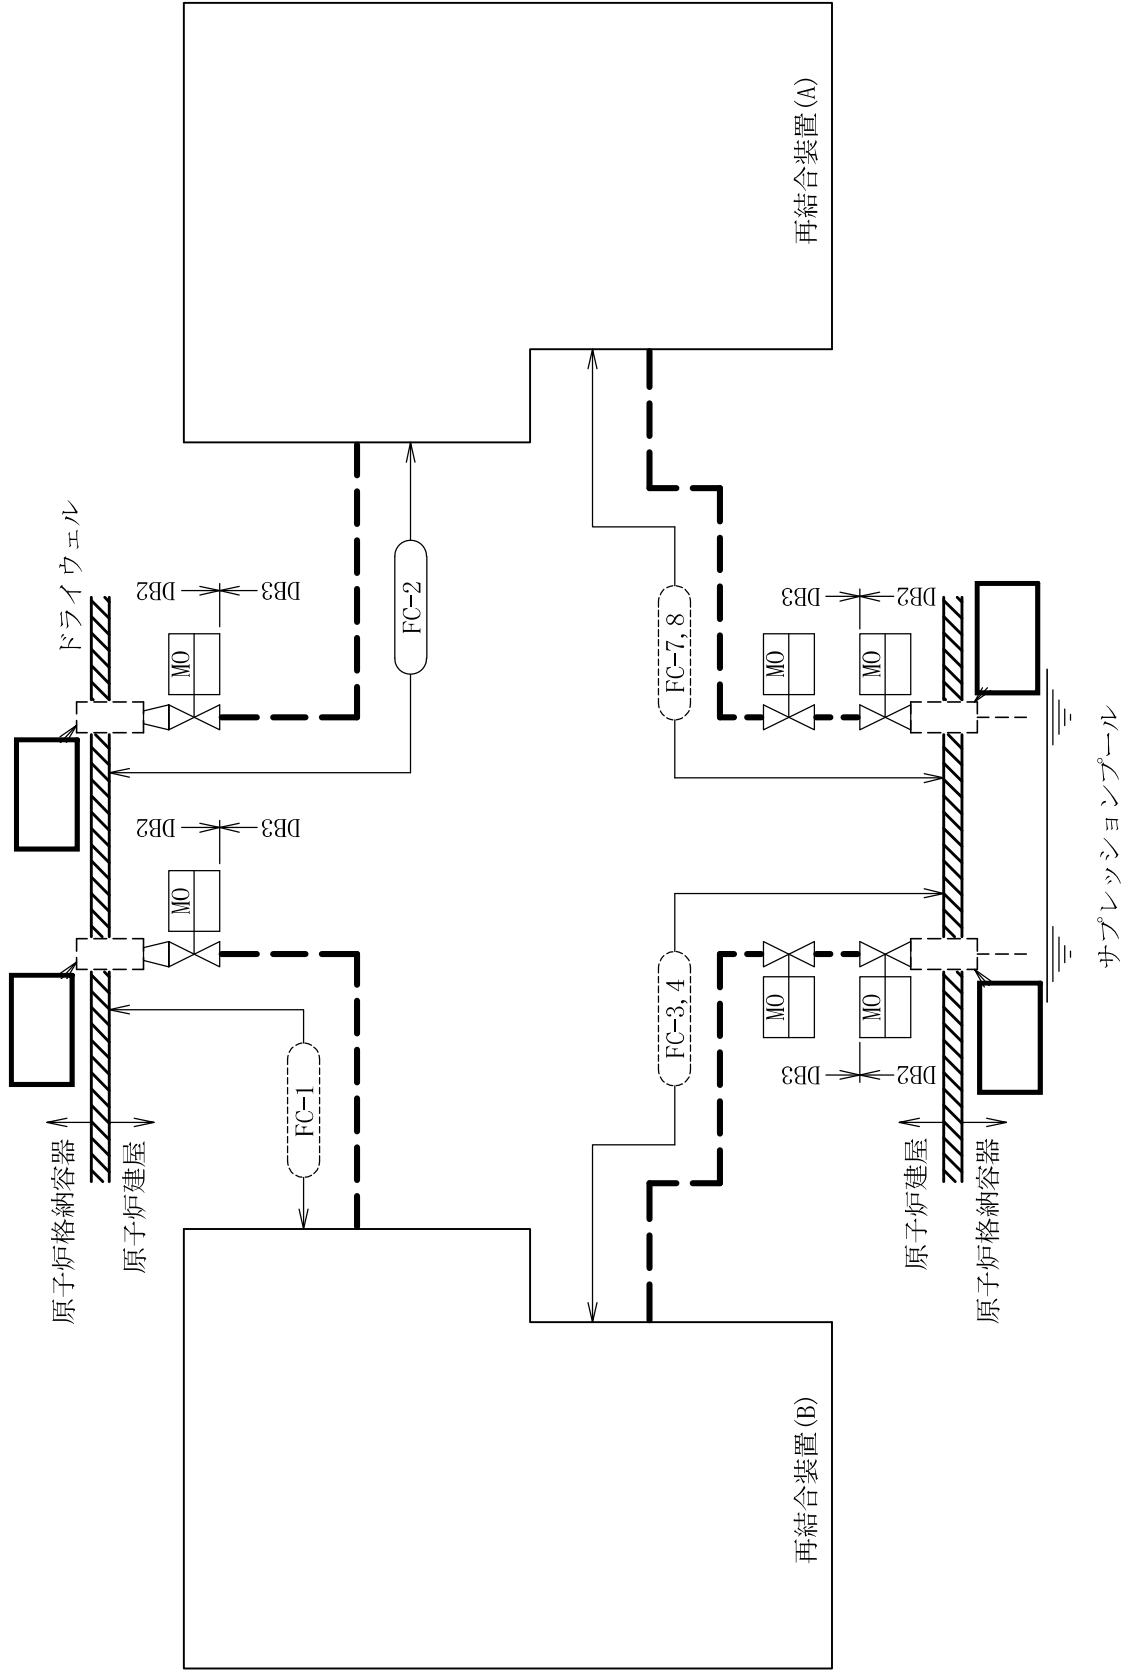 ドライウェル
原子炉格納容器
原子炉建屋
MO
DB2
DB3
MO
DB2
DB3
FC-1
FC-2
再結合装置(B)
再結合装置(A)
FC-3,4
FC-7,8
MO
MO
DB3
DB2
MO
MO
DB3
DB2
原子炉建屋
原子炉格納容器
サプレッションプール